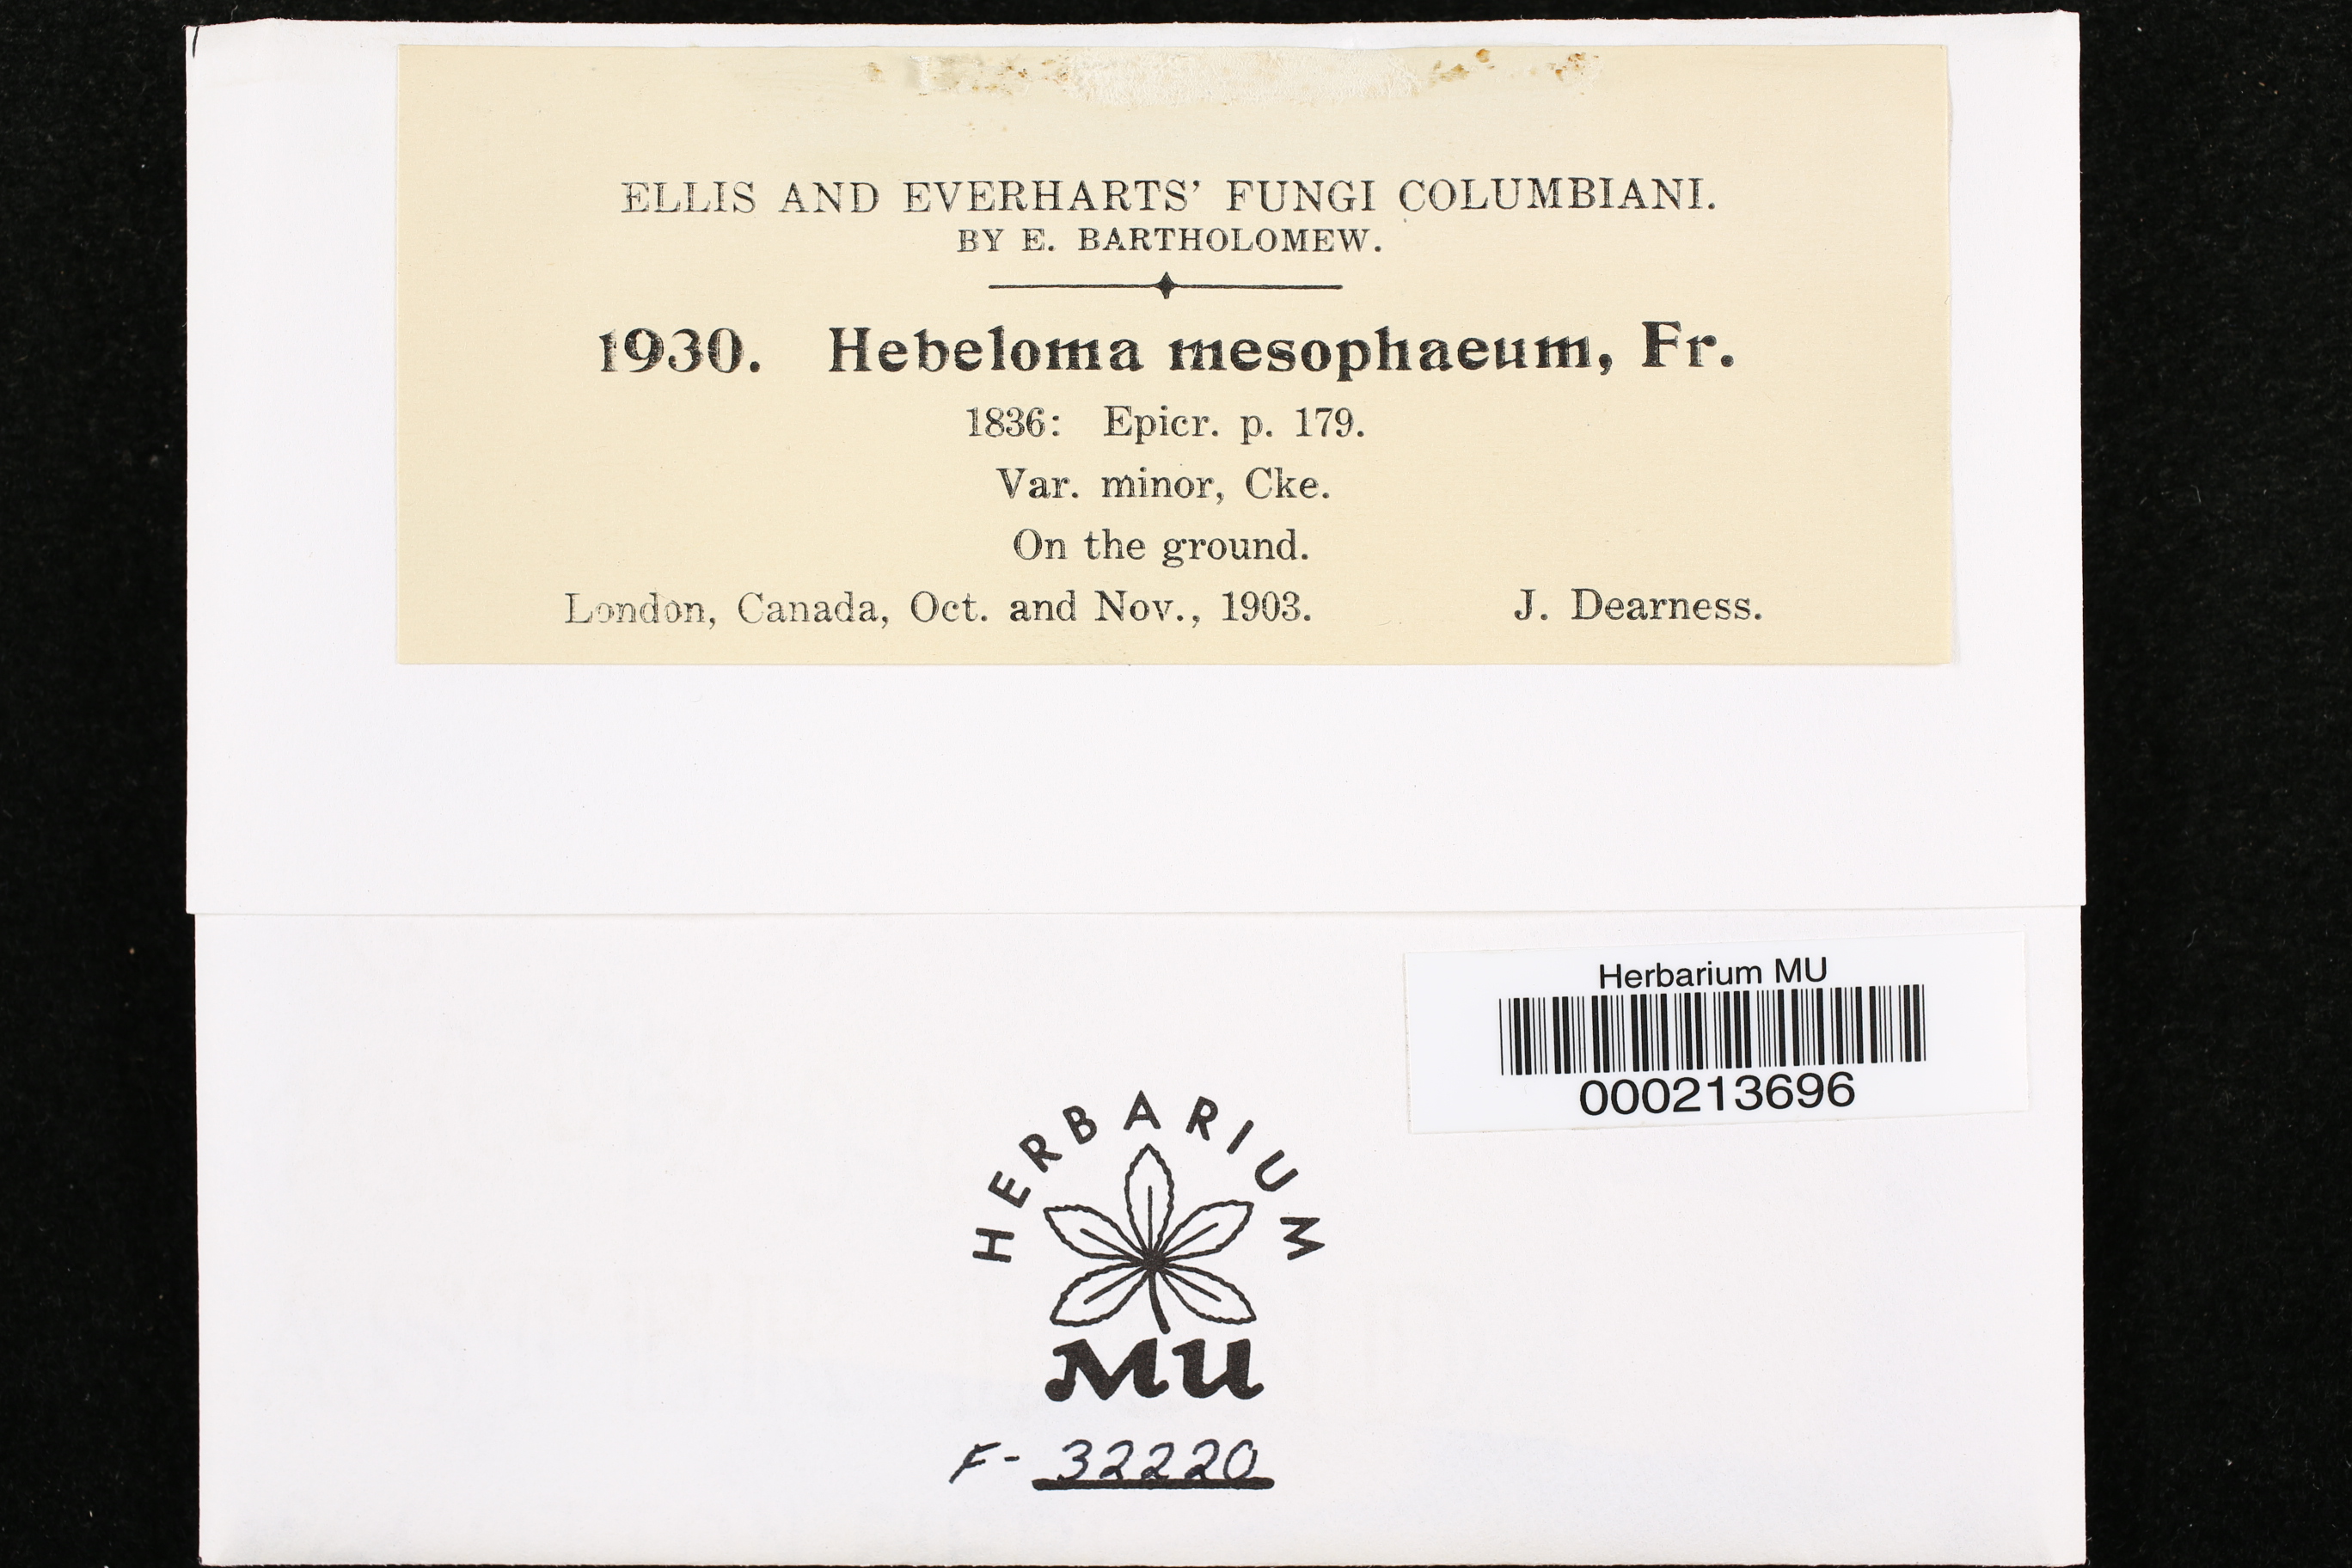 ELLIS AND EVERHARTS' FUNGI COLUMBIANI.
BY E. BARTHOLOMEW.
1930. Hebeloma mesophaeum, Fr.
1836: Epicr. p. 179.
Var. minor, Cke.
On the ground.
London, Canada, Oct. and Nov., 1903. J. Dearness.
Herbarium MU
000213696
HERBARIUM
MU
F- 32220